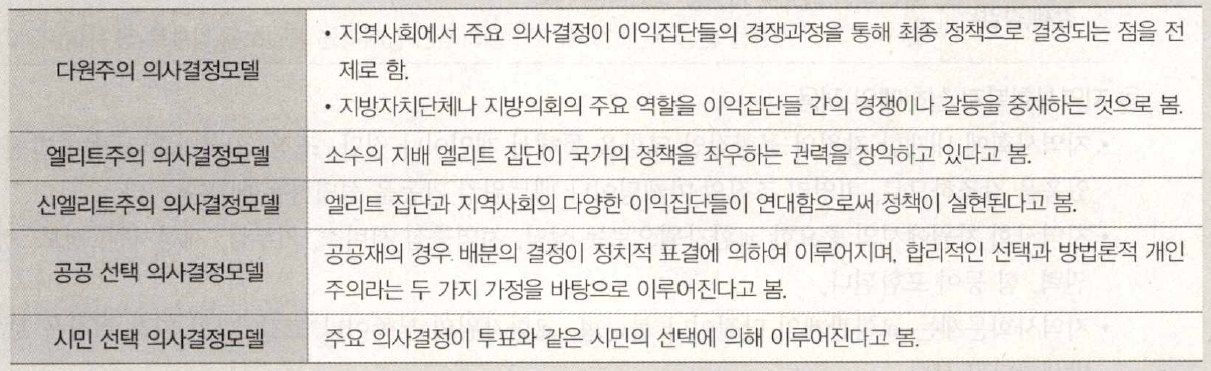 다원주의 의사결정모델
• 지역사회에서 주요 의사결정이 이익집단들의 경쟁과정을 통해 최종 정책으로 결정되는 점을 전
제로 함.
• 지방자치단체나 지방의회의 주요 역할을 이익집단들 간의 경쟁이나 갈등을 중재하는 것으로 봄.
엘리트주의 의사결정모델
소수의 지배 엘리트 집단이 국가의 정책을 좌우하는 권력을 장악하고 있다고 봄.
신엘리트주의 의사결정모델
엘리트 집단과 지역사회의 다양한 이익집단들이 연대함으로써 정책이 실현된다고 봄.
공공 선택 의사결정모델
공공재의 경우 배분의 결정이 정치적 표결에 의하여 이루어지며, 합리적인 선택과 방법론적 개인
주의라는 두 가지 가정을 바탕으로 이루어진다고 봄.
시민 선택 의사결정모델
주요 의사결정이 투표와 같은 시민의 선택에 의해 이루어진다고 봄.